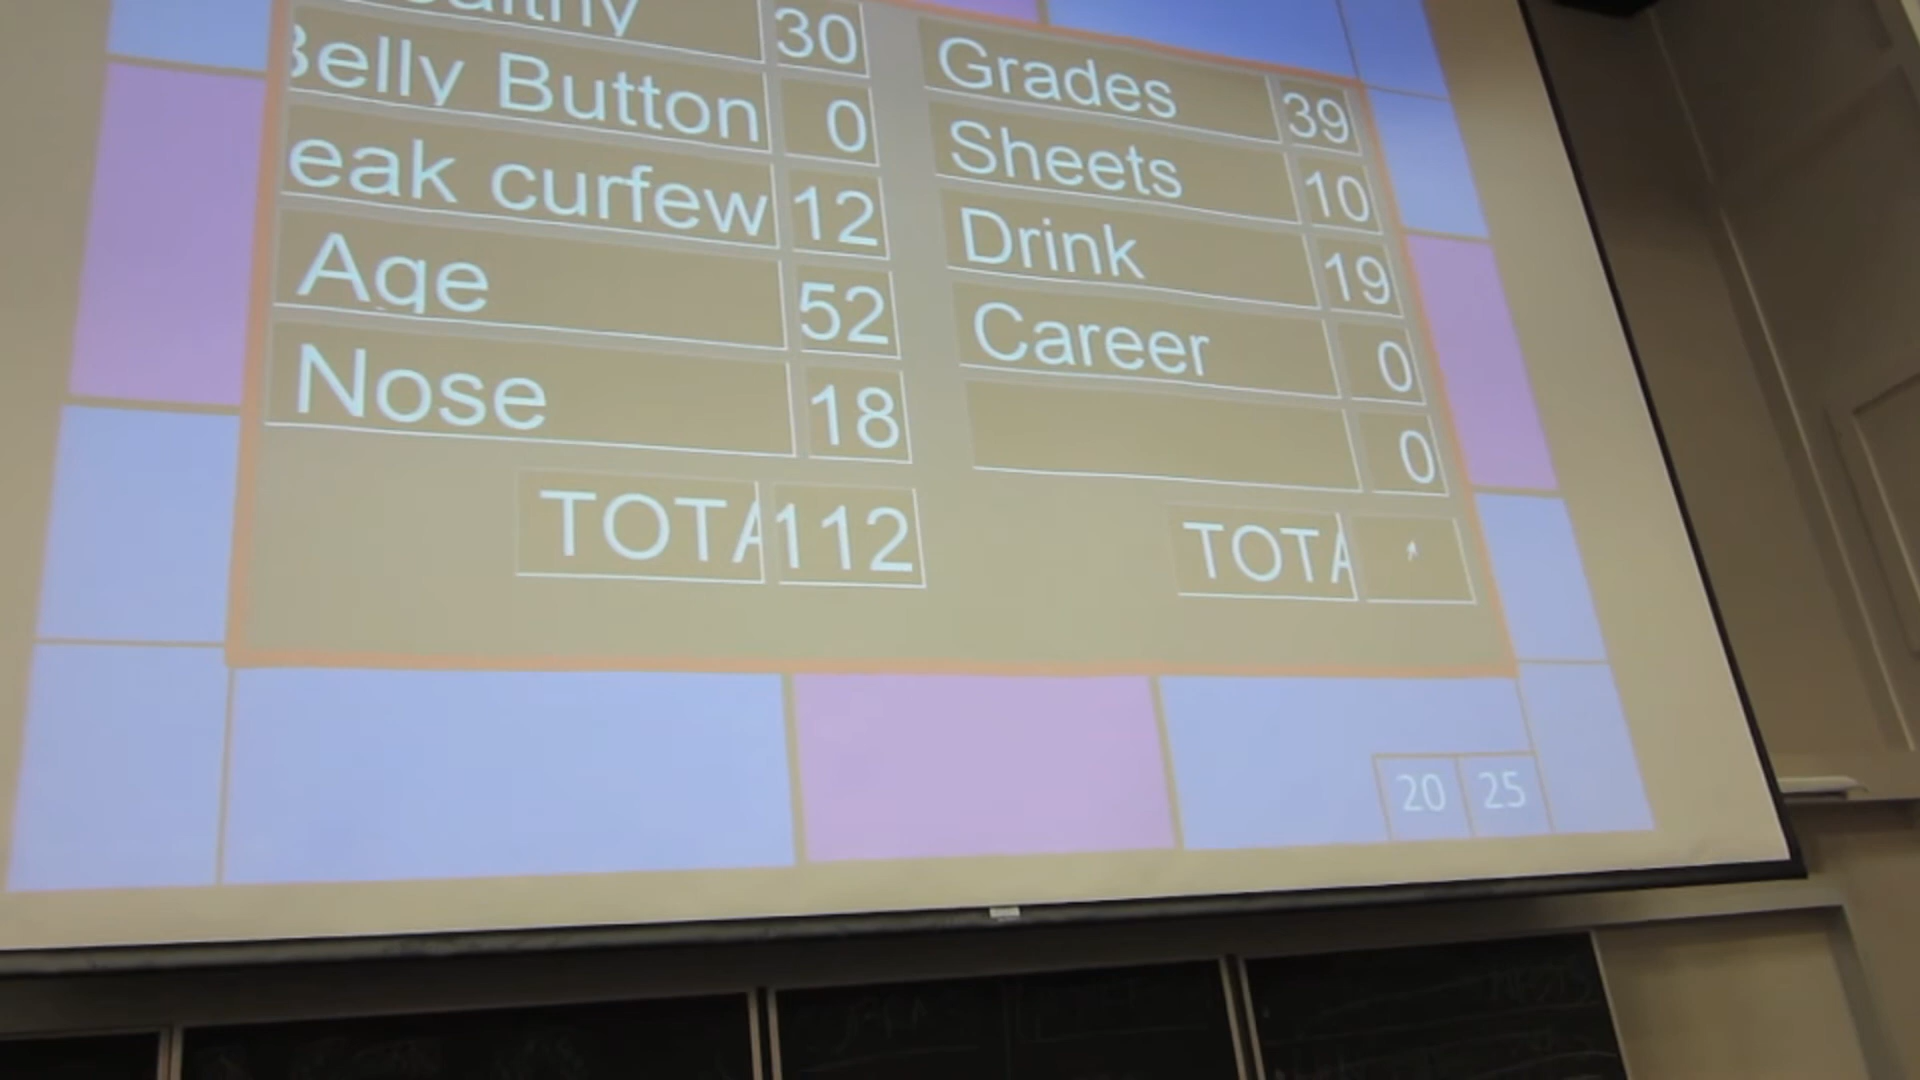 ealthy 30
Belly Button 0
eak curfew 12
Age 52
Nose 18
TOTA 112
Grades 39
Sheets 10
Drink 19
Career 0
0
TOTA
20 25